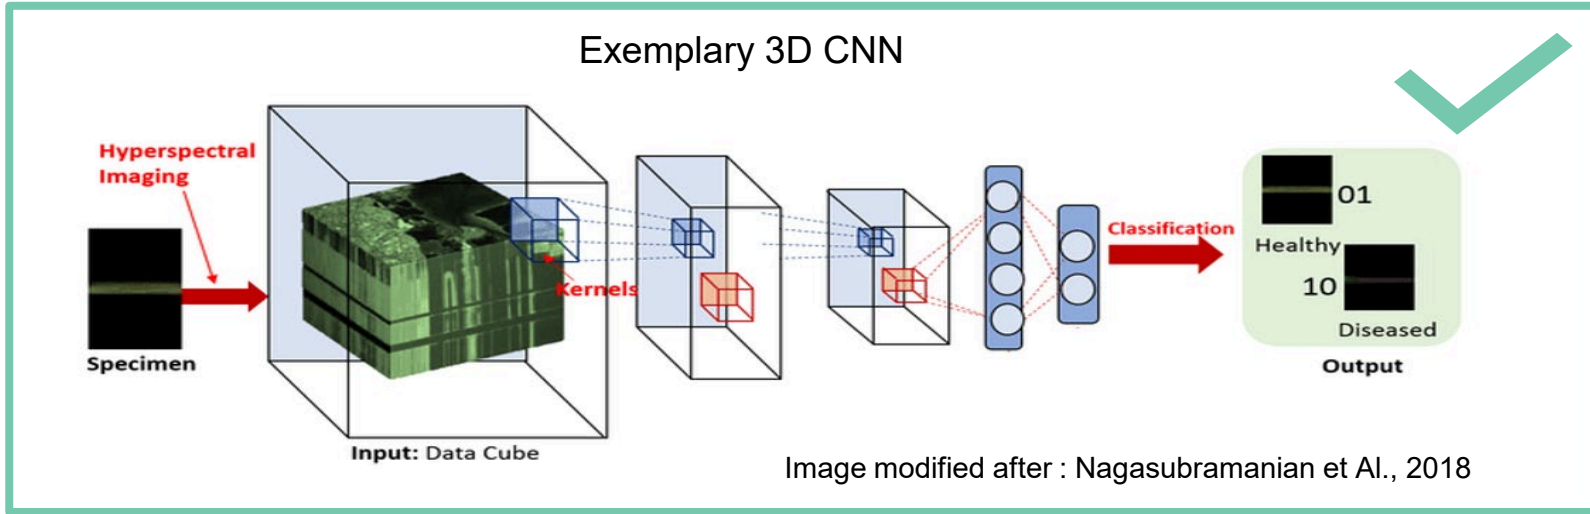 Exemplary 3D CNN
Hyperspectral
Imaging
Specimen
Kernels
Input: Data Cube
Classification
01
Healthy
10
Diseased
Output
Image modified after : Nagasubramanian et Al., 2018